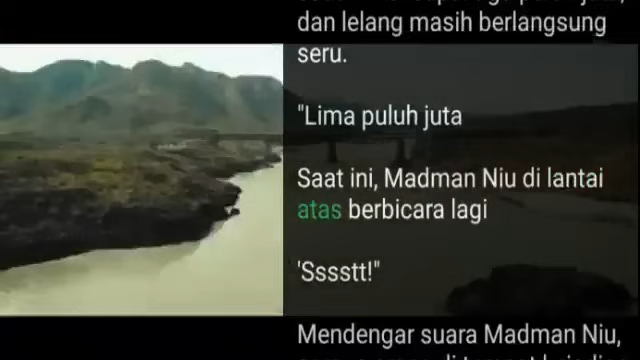 dan lelang masih berlangsung
seru.
"Lima puluh juta
Saat ini, Madman Niu di lantai
atas berbicara lagi
'Sssstt!"
Mendengar suara Madman Niu,